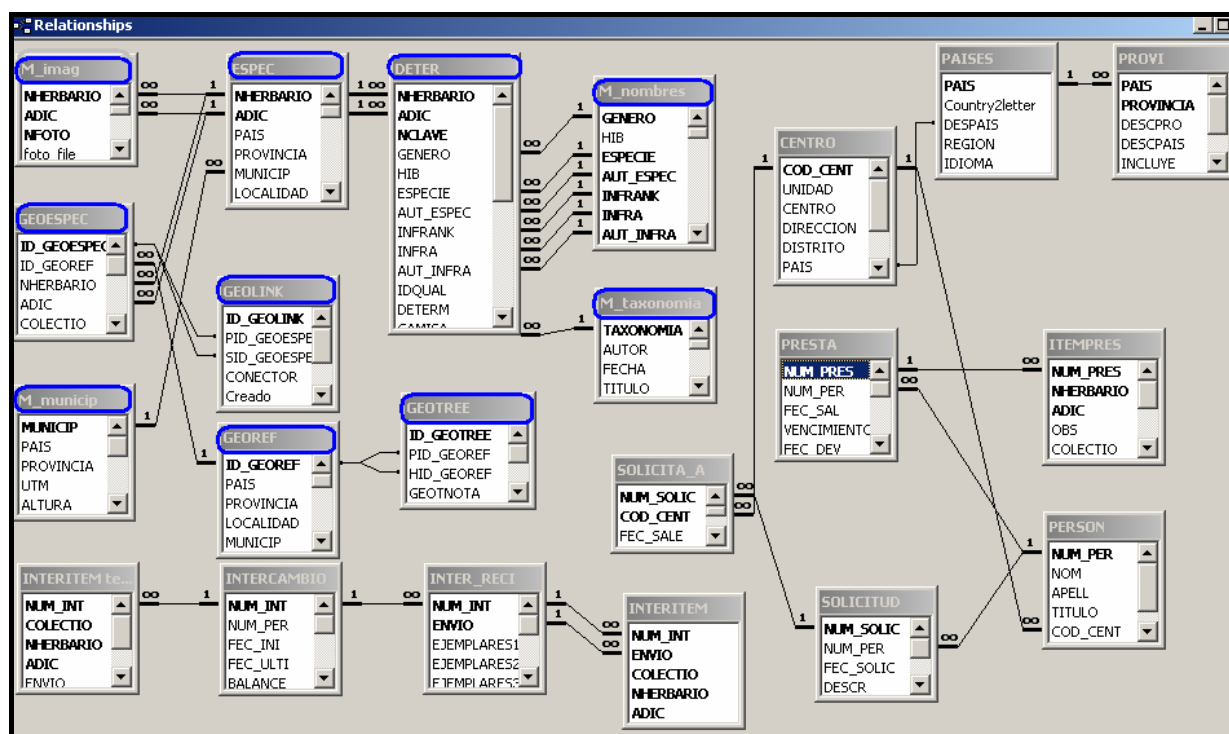 Relationships
M_imag
NHERBARIO
ADIC
NFOTO
foto_file
ESPEC
NHERBARIO
ADIC
PAIS
PROVINCIA
MUNICIP
LOCALIDAD
DETER
NHERBARIO
ADIC
NCLAVE
GENERO
HIB
ESPECIE
AUT_ESPEC
INFRANK
INFRA
AUT_INFRA
IDQUAL
DETERM
M_nombres
GENERO
HIB
ESPECIE
AUT_ESPEC
INFRANK
INFRA
AUT_INFRA
PAISES
PAIS
Country2letter
DESPAIS
REGION
IDIOMA
PROVI
PAIS
PROVINCIA
DESCPRO
DESCPAIS
INCLUYE
CENTRO
COD_CENT
UNIDAD
CENTRO
DIRECCION
DISTRITO
PAIS
GEOESPEC
ID_GEOESPEC
ID_GEOREF
NHERBARIO
ADIC
COLECTIO
GEOLINK
ID_GEOLINK
PID_GEOESPE
SID_GEOESPE
CONECTOR
Creado
M_taxonomia
TAXONOMIA
AUTOR
FECHA
TITULO
PRESTA
NUM_PRES
NUM_PER
FEC_SAL
VENCIMIENTO
FEC_DEV
ITEMPRES
NUM_PRES
NHERBARIO
ADIC
OBS
COLECTIO
M_municip
MUNICIP
PAIS
PROVINCIA
UTM
ALTURA
GEOREF
ID_GEOREF
PAIS
PROVINCIA
LOCALIDAD
MUNICIP
GEOTREE
ID_GEOTREE
PID_GEOREF
HID_GEOREF
GEOTNOTA
SOLICITA_A
NUM_SOLIC
COD_CENT
FEC_SALE
PERSON
NUM_PER
NOM
APELL
TITULO
COD_CENT
INTERITEM te...
NUM_INT
COLECTIO
NHERBARIO
ADIC
ENVIO
INTERCAMBIO
NUM_INT
NUM_PER
FEC_INI
FEC_ULTI
BALANCE
INTER_RECI
NUM_INT
ENVIO
EJEMPLARES1
EJEMPLARES2
EJEMPLARES3
INTERITEM
NUM_INT
ENVIO
COLECTIO
NHERBARIO
ADIC
SOLICITUD
NUM_SOLIC
NUM_PER
FEC_SOLIC
DESCR